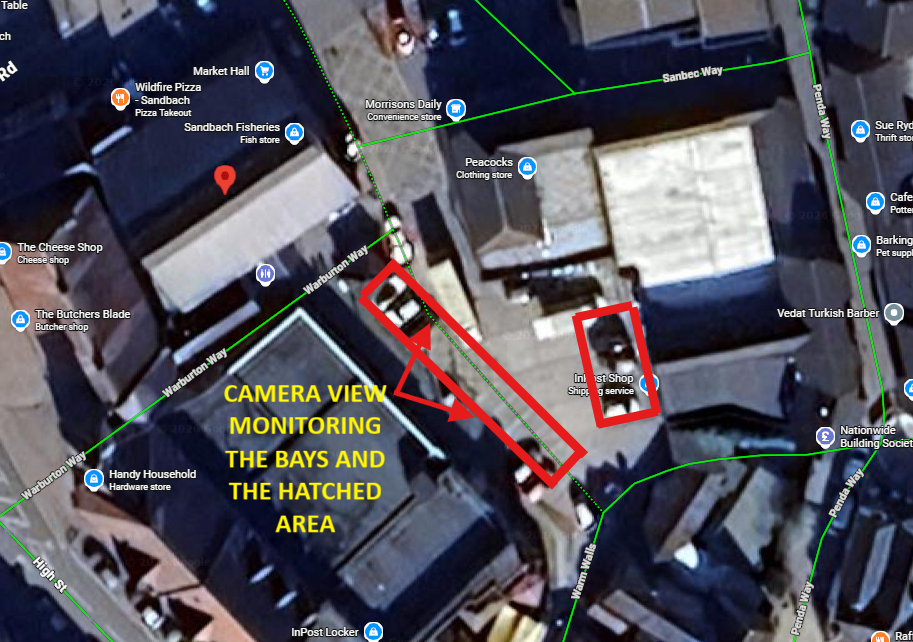 Table
ch
Rd
Market Hall
Wildfire Pizza
- Sandbach
Pizza Takeout
Sandbach Fisheries
Fish store
Morrisons Daily
Convenience store
Sanbec Way
Penda Way
Sue Ryd
Thrift stor
Peacocks
Clothing store
Cafe
Potter
Barking
Pet suppl
The Cheese Shop
Cheese shop
Warburton Way
The Butchers Blade
Butcher shop
Vedat Turkish Barber
Warburton Way
InPost Shop
Shipping service
CAMERA VIEW
MONITORING
THE BAYS AND
THE HATCHED
AREA
Nationwide
Building Societ
Warburton Way
Handy Household
Hardware store
Penda Way
High St
Warm Walls
Penda Way
InPost Locker
Raf